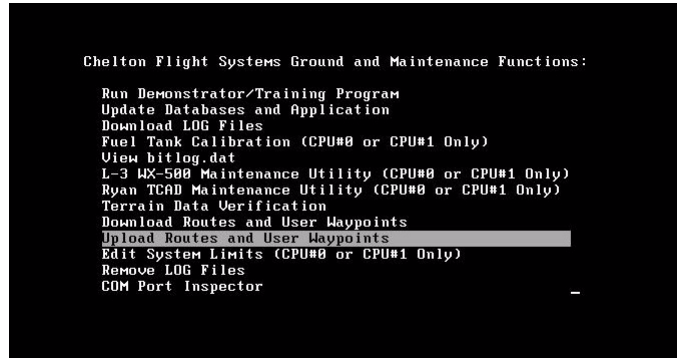 Chelton Flight Systems Ground and Maintenance Functions:
Run Demonstrator/Training Program
Update Databases and Application
Download LOG Files
Fuel Tank Calibration (CPU#0 or CPU#1 Only)
View bitlog.dat
L-3 WX-500 Maintenance Utility (CPU#0 or CPU#1 Only)
Ryan TCAD Maintenance Utility (CPU#0 or CPU#1 Only)
Terrain Data Verification
Download Routes and User Waypoints
Upload Routes and User Waypoints
Edit System Limits (CPU#0 or CPU#1 Only)
Remove LOG Files
COM Port Inspector